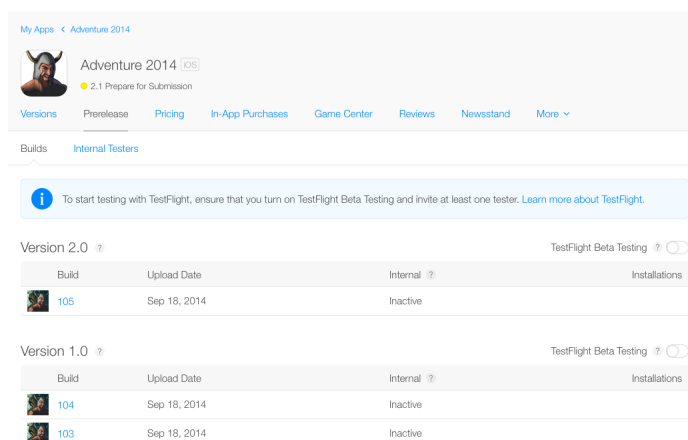 My Apps < Adventure 2014
Adventure 2014 iOS
2.1 Prepare for Submission
Versions Prerelease Pricing In-App Purchases Game Center Reviews Newsstand More
Builds Internal Testers
i To start testing with TestFlight, ensure that you turn on TestFlight Beta Testing and invite at least one tester. Learn more about TestFlight.
Version 2.0 ? TestFlight Beta Testing ?
Build Upload Date Internal ? Installations
105 Sep 18, 2014 Inactive
Version 1.0 ? TestFlight Beta Testing ?
Build Upload Date Internal ? Installations
104 Sep 18, 2014 Inactive
103 Sep 18, 2014 Inactive